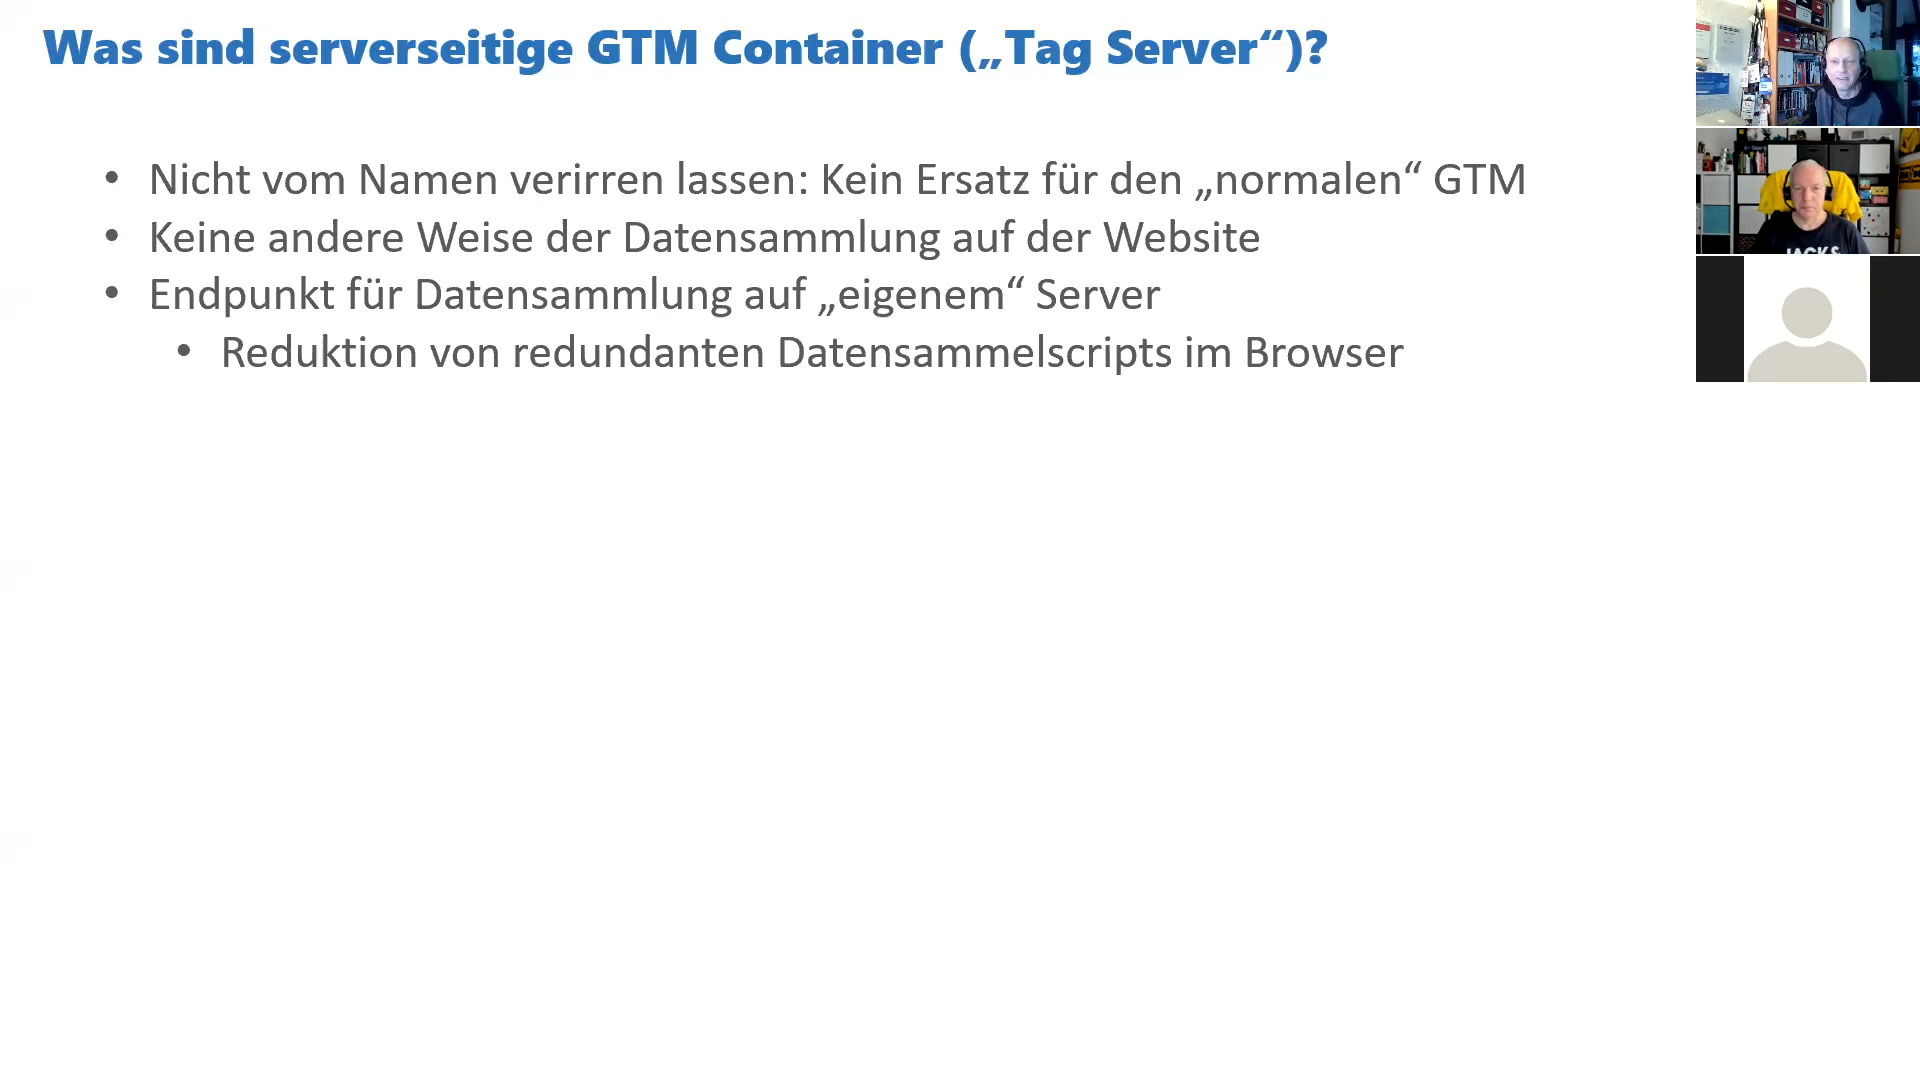 Was sind serverseitige GTM Container („Tag Server“)?
• Nicht vom Namen verirren lassen: Kein Ersatz für den „normalen“ GTM
• Keine andere Weise der Datensammlung auf der Website
• Endpunkt für Datensammlung auf „eigenem“ Server
• Reduktion von redundanten Datensammelscripts im Browser